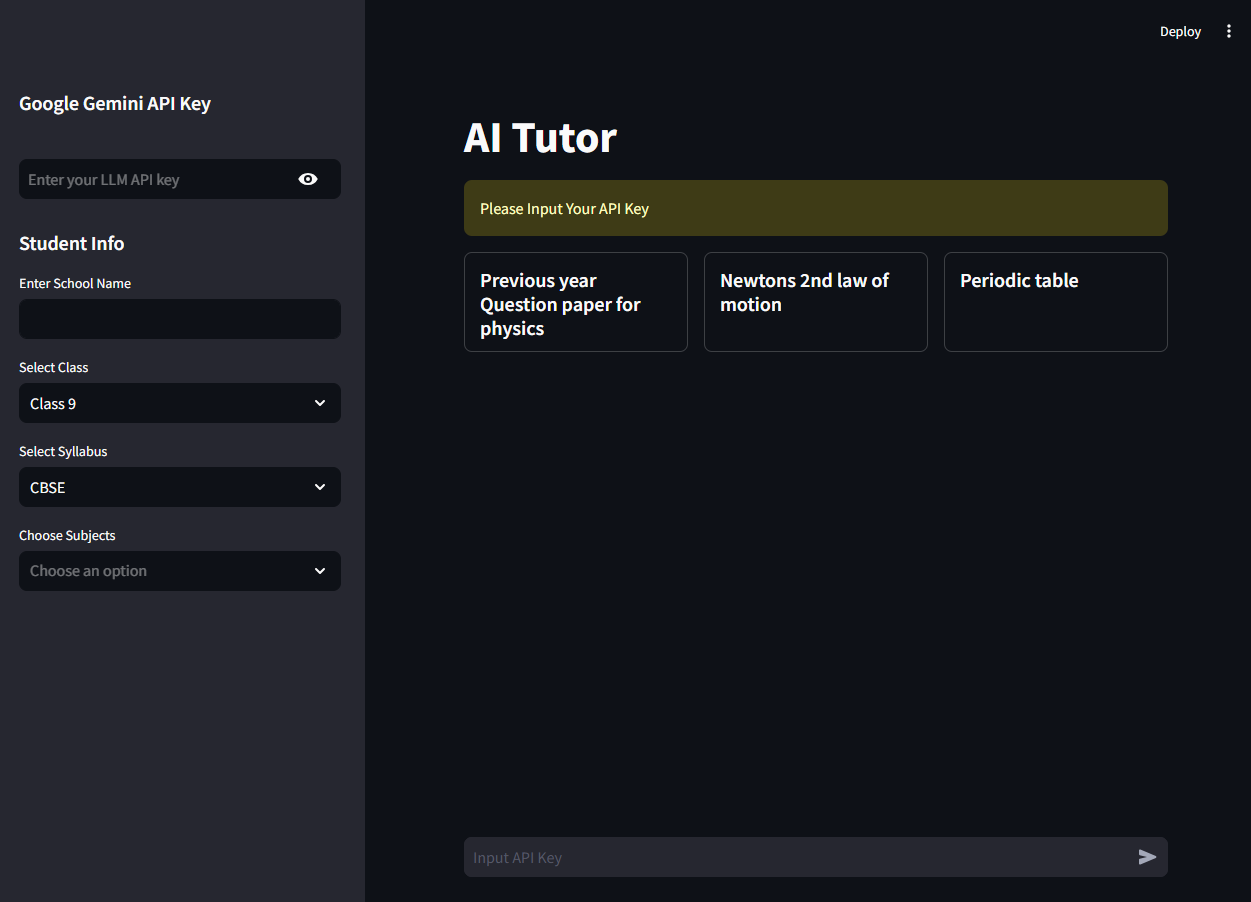 Google Gemini API Key
Enter your LLM API key
Student Info
Enter School Name
Select Class
Class 9
Select Syllabus
CBSE
Choose Subjects
Choose an option
Deploy
AI Tutor
Please Input Your API Key
Previous year
Question paper for
physics
Newtons 2nd law of
motion
Periodic table
Input API Key